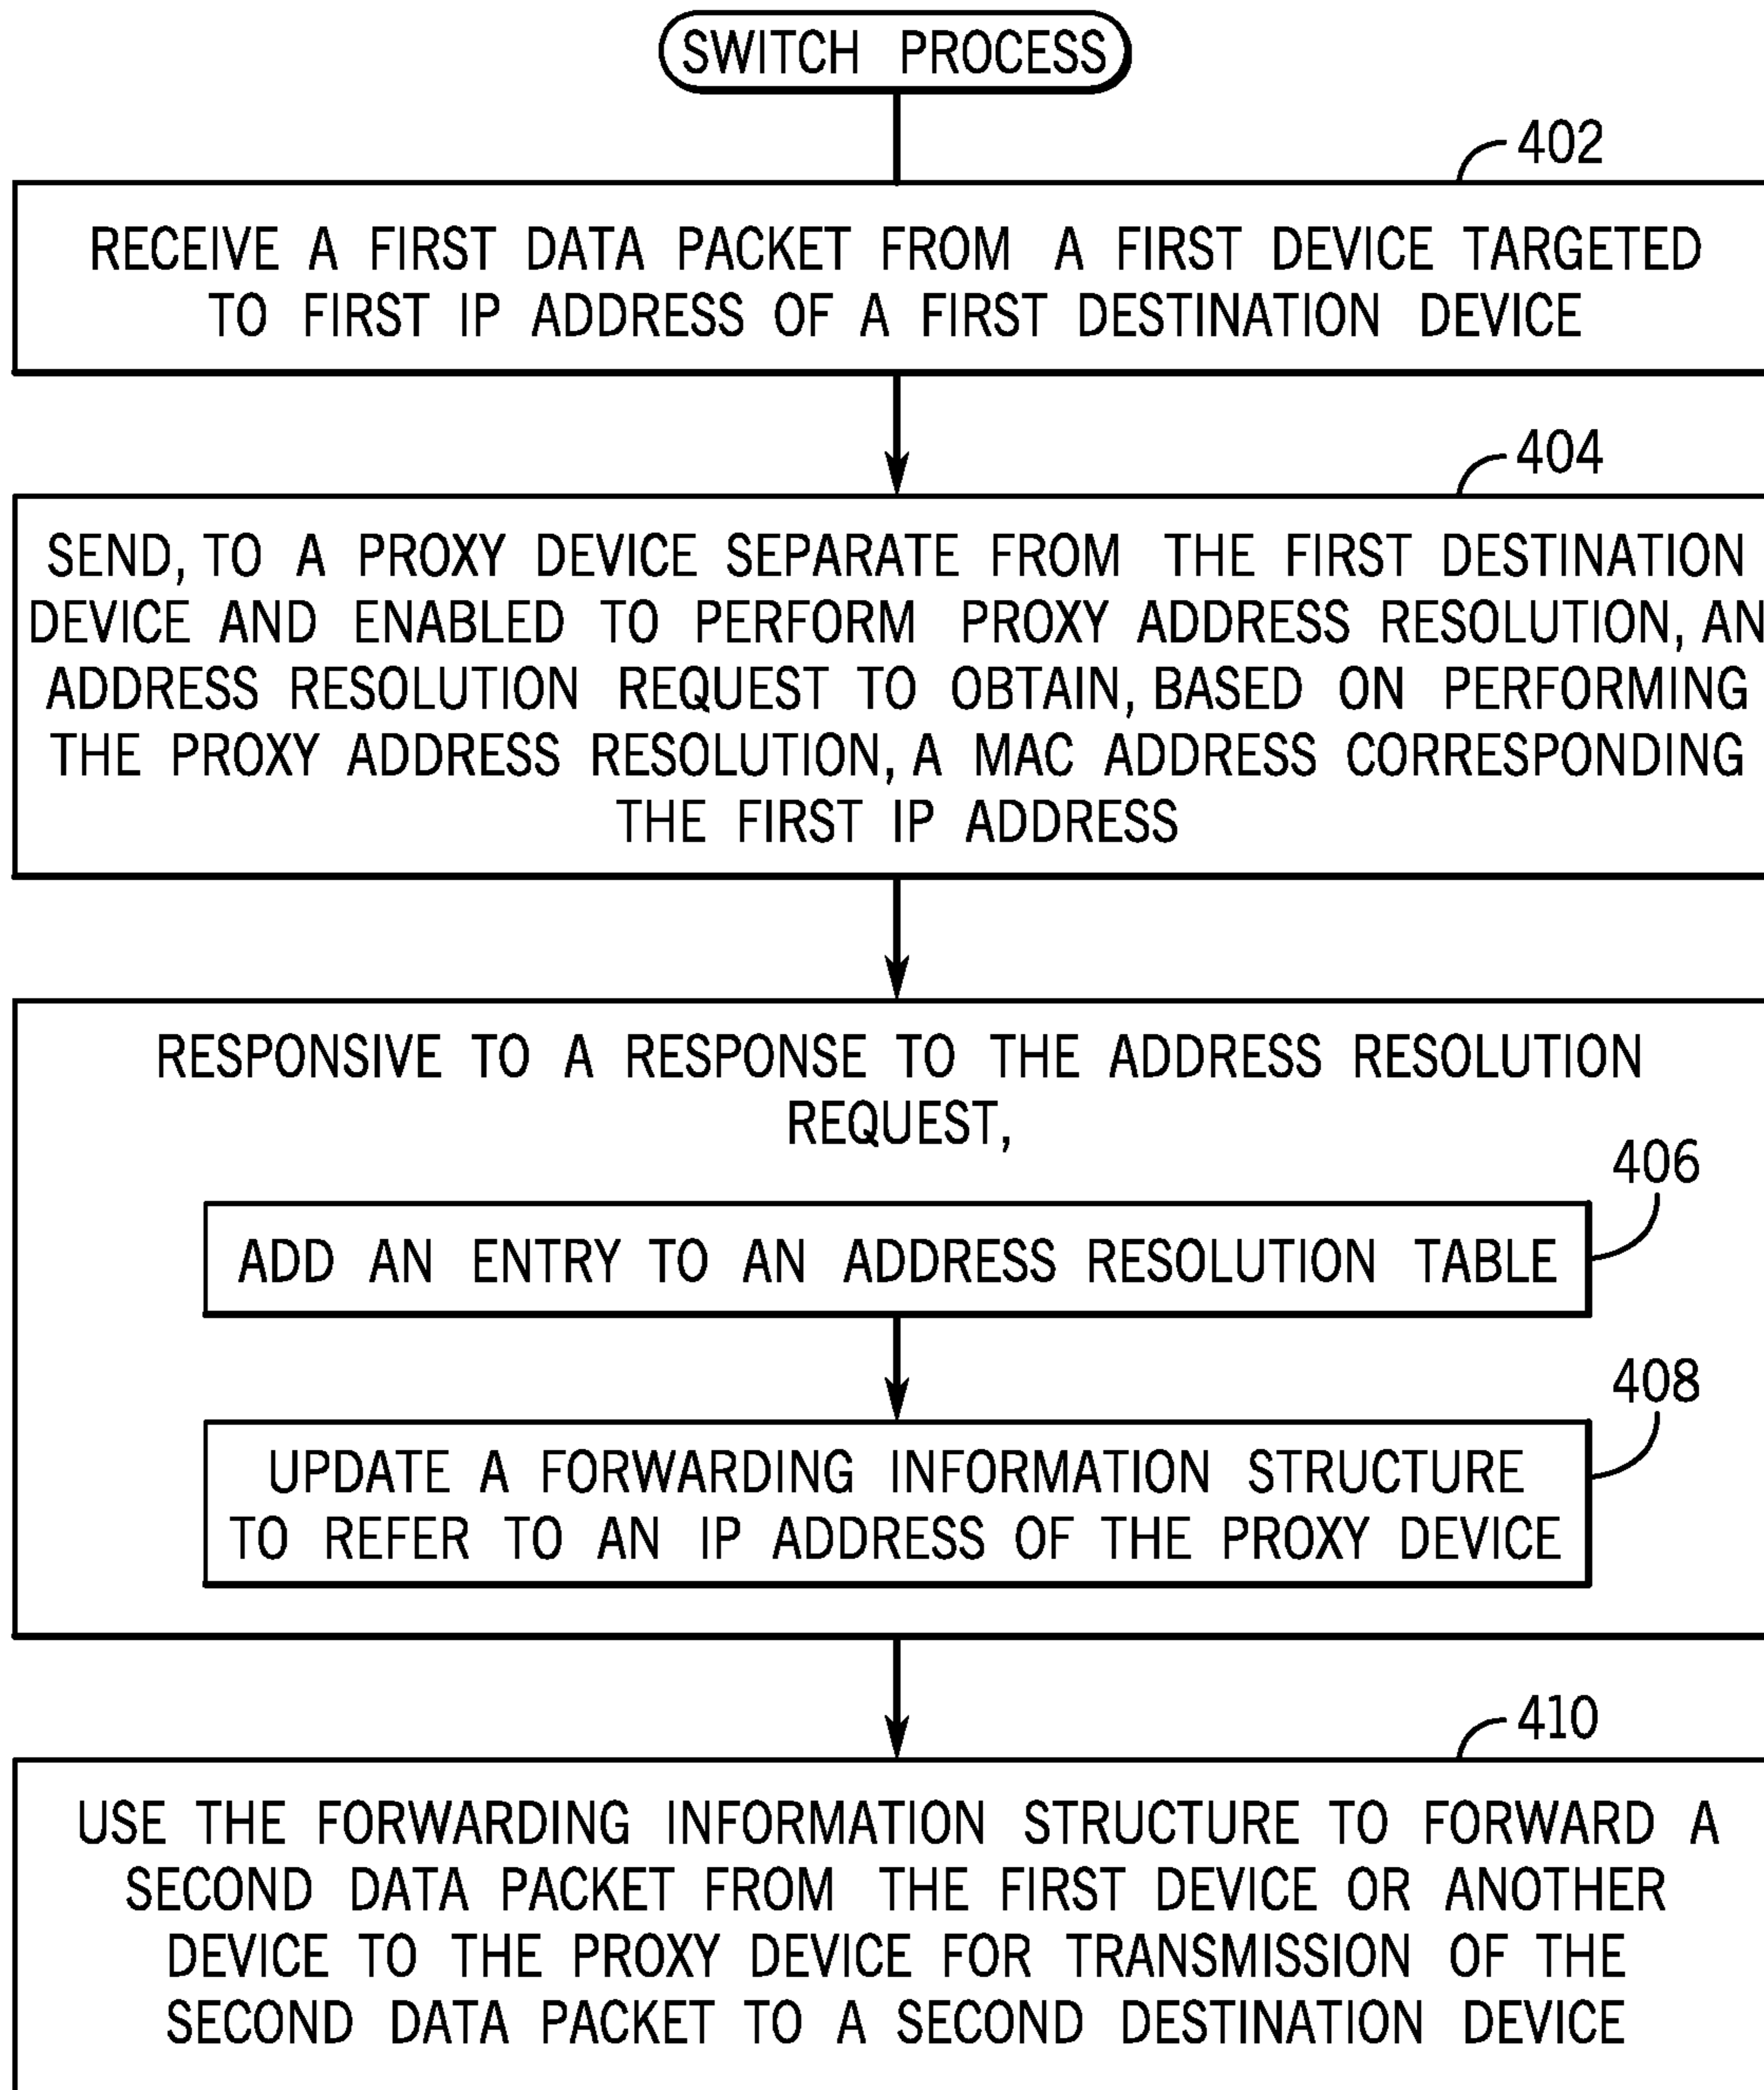 SWITCH PROCESS
402
RECEIVE A FIRST DATA PACKET FROM A FIRST DEVICE TARGETED
TO FIRST IP ADDRESS OF A FIRST DESTINATION DEVICE
404
SEND, TO A PROXY DEVICE SEPARATE FROM THE FIRST DESTINATION
DEVICE AND ENABLED TO PERFORM PROXY ADDRESS RESOLUTION, AN
ADDRESS RESOLUTION REQUEST TO OBTAIN, BASED ON PERFORMING
THE PROXY ADDRESS RESOLUTION, A MAC ADDRESS CORRESPONDING
THE FIRST IP ADDRESS
RESPONSIVE TO A RESPONSE TO THE ADDRESS RESOLUTION
REQUEST,
406
ADD AN ENTRY TO AN ADDRESS RESOLUTION TABLE
408
UPDATE A FORWARDING INFORMATION STRUCTURE
TO REFER TO AN IP ADDRESS OF THE PROXY DEVICE
410
USE THE FORWARDING INFORMATION STRUCTURE TO FORWARD A
SECOND DATA PACKET FROM THE FIRST DEVICE OR ANOTHER
DEVICE TO THE PROXY DEVICE FOR TRANSMISSION OF THE
SECOND DATA PACKET TO A SECOND DESTINATION DEVICE